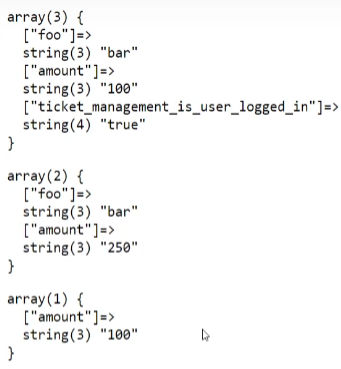 array(3) {
  ["foo"]=>
  string(3) "bar"
  ["amount"]=>
  string(3) "100"
  ["ticket_management_is_user_logged_in"]=>
  string(4) "true"
}
array(2) {
  ["foo"]=>
  string(3) "bar"
  ["amount"]=>
  string(3) "250"
}
array(1) {
  ["amount"]=>
  string(3) "100"
}